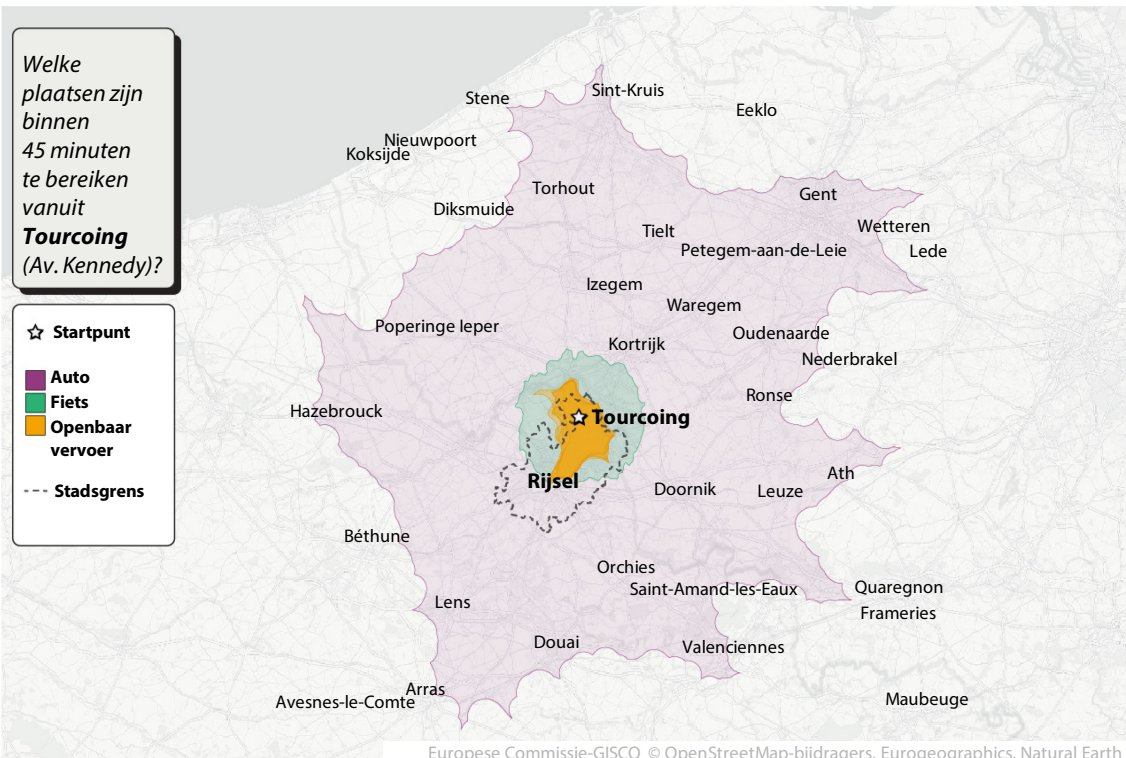 Welke
plaatsen zijn
binnen
45 minuten
te bereiken
vanuit
Tourcoing
(Av. Kennedy)?
Startpunt
Auto
Fiets
Openbaar
vervoer
Stadsgrens
Sint-Kruis
Stene
Eeklo
Nieuwpoort
Koksijde
Torhout
Gent
Diksmuide
Wetteren
Tielt
Petegem-aan-de-Leie
Lede
Izegem
Waregem
Poperinge Ieper
Oudenaarde
Kortrijk
Nederbrakel
Ronse
Hazebrouck
Tourcoing
Ath
Rijsel
Doornik
Leuze
Béthune
Orchies
Saint-Amand-les-Eaux
Quaregnon
Lens
Frameries
Douai
Valenciennes
Arras
Avesnes-le-Comte
Maubeuge
Europese Commissie-GISCO © OpenStreetMap-bijdragers, Eurogeographics, Natural Earth